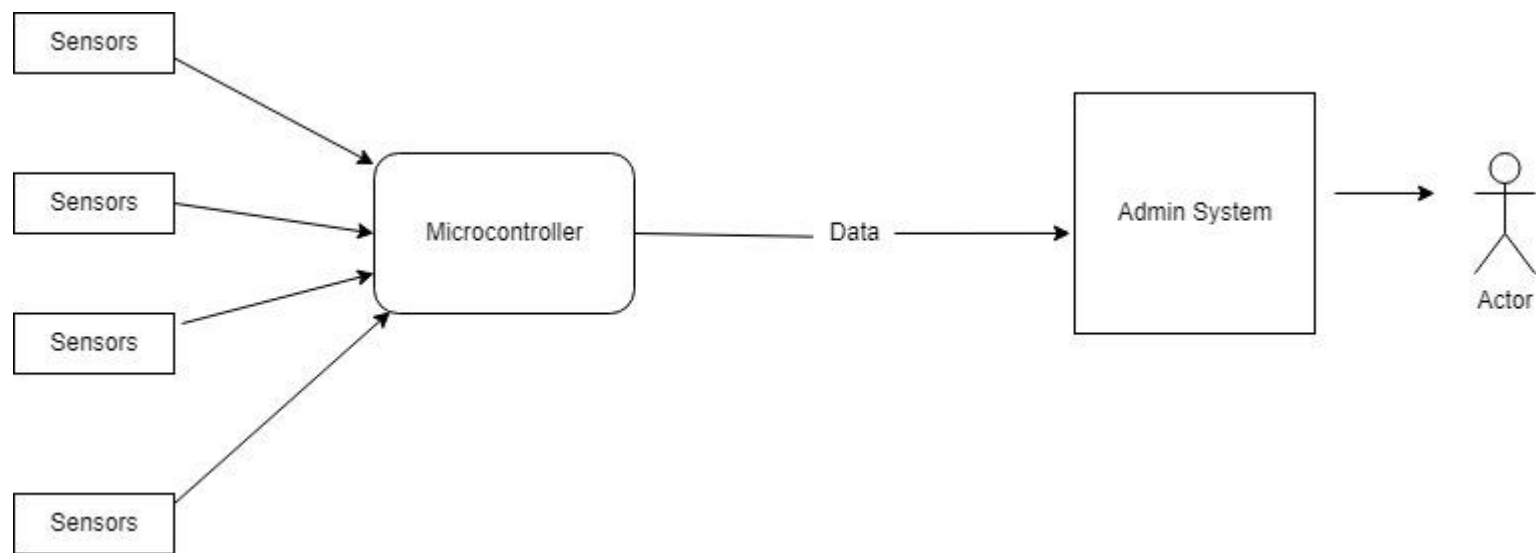 Sensors
Sensors
Sensors
Sensors
Microcontroller
Data
Admin System
Actor